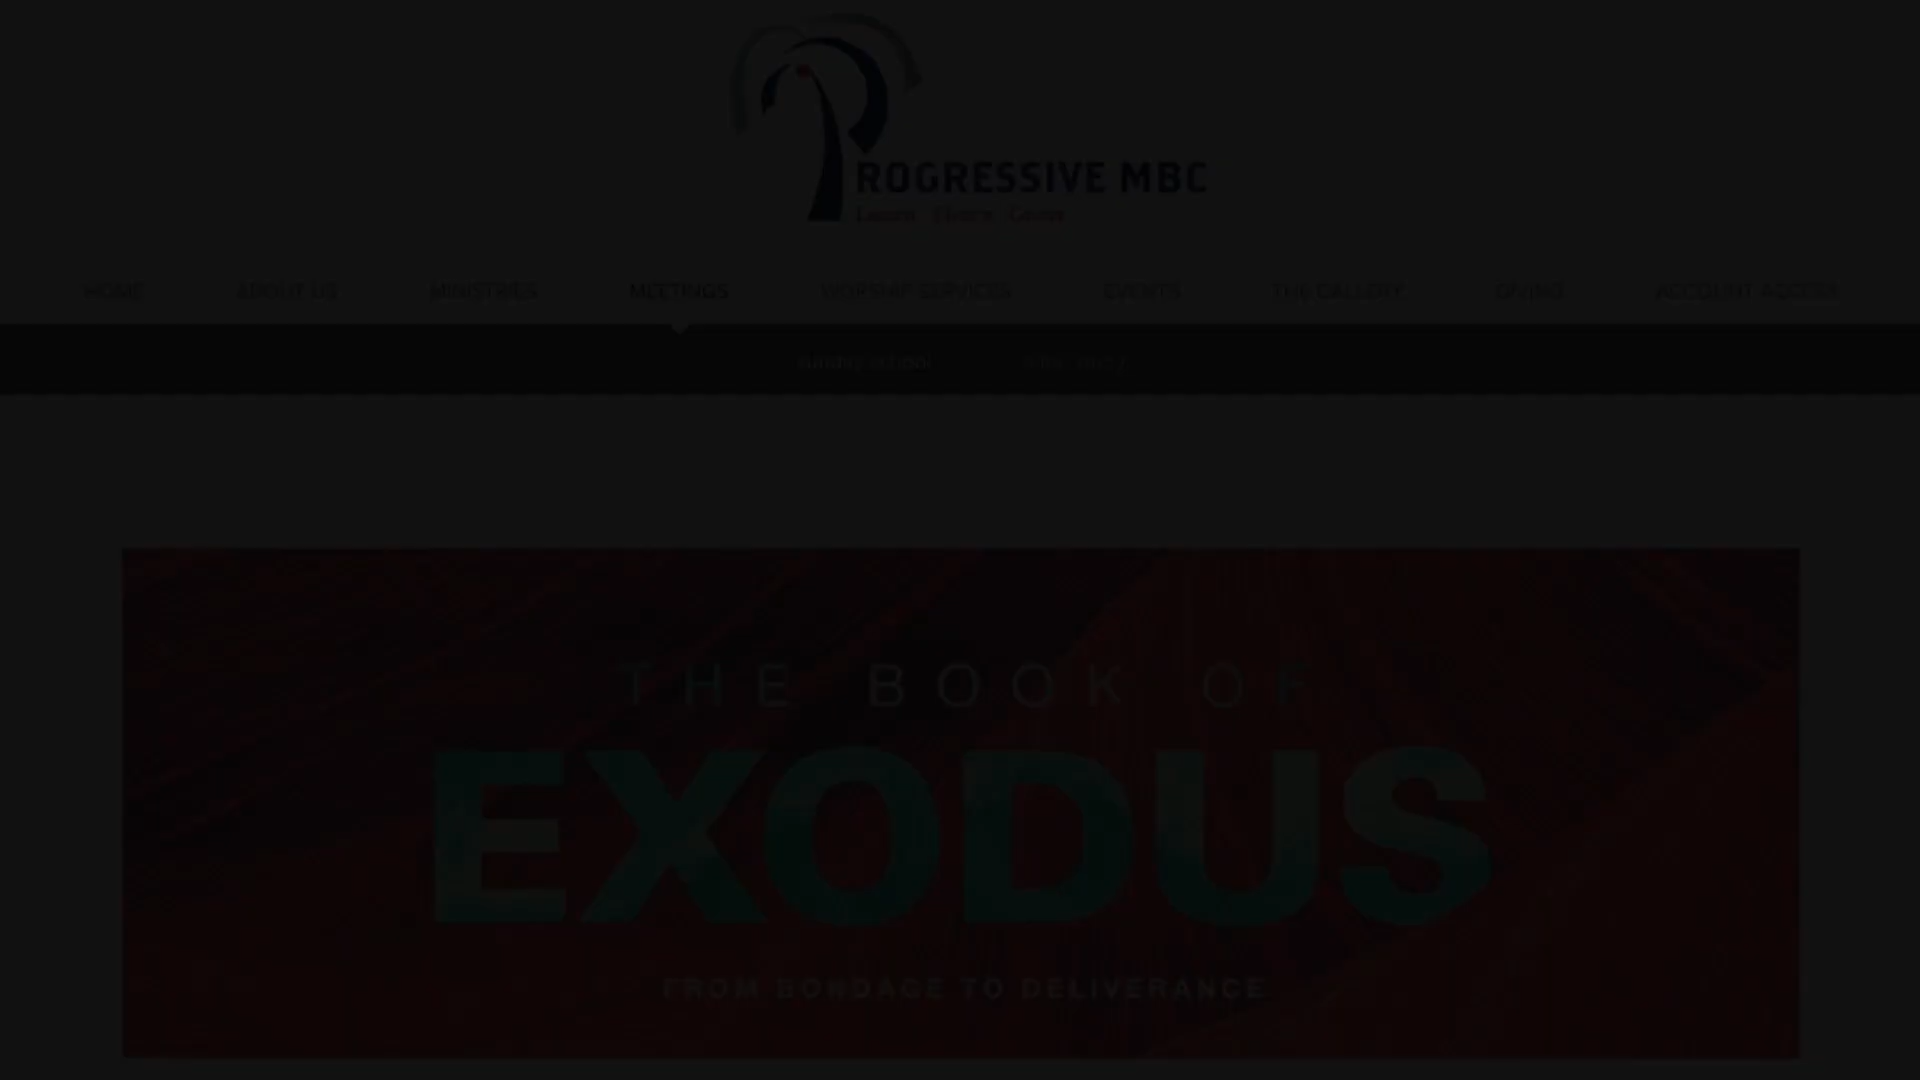 PROGRESSIVE MBC
HOME ABOUT US MINISTRIES MEETINGS WORSHIP SERVICES EVENTS THE GALLERY GIVING ACCOUNT ACCESS
sunday school
THE BOOK OF
EXODUS
FROM BONDAGE TO DELIVERANCE